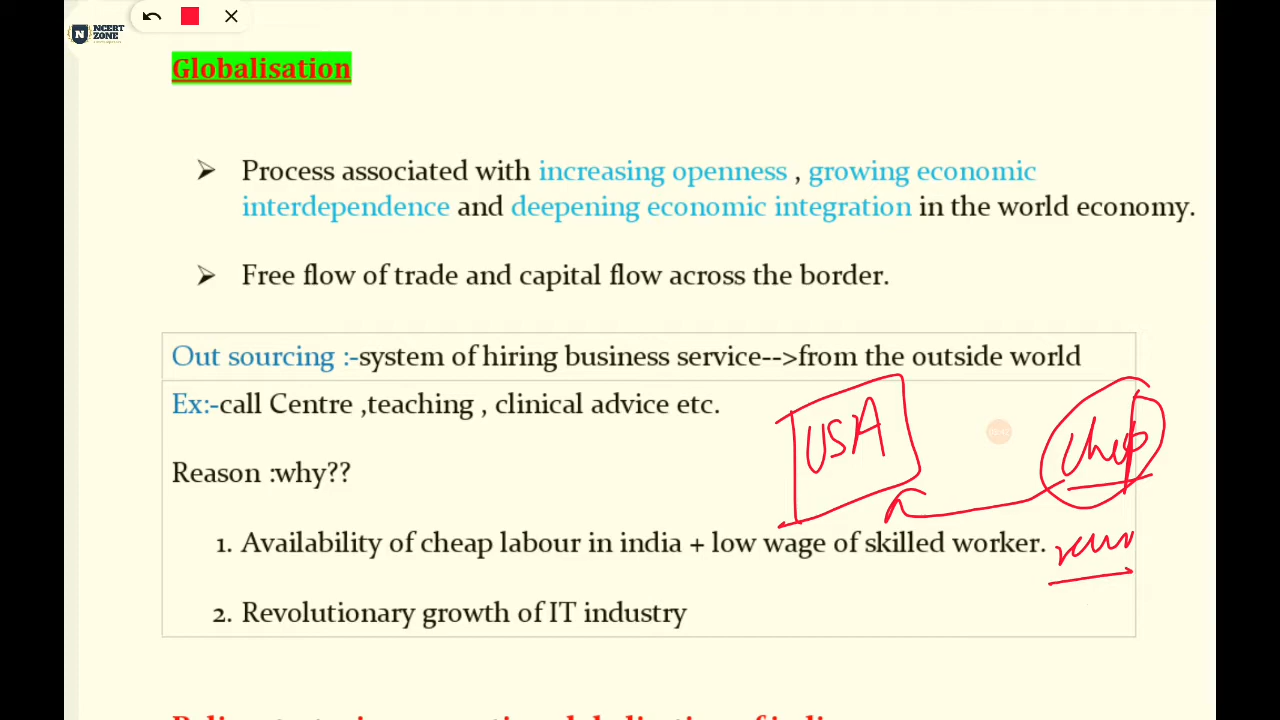 NCERT
ZONE
Globalisation
➢ Process associated with increasing openness , growing economic
interdependence and deepening economic integration in the world economy.
➢ Free flow of trade and capital flow across the border.
Out sourcing :-system of hiring business service-->from the outside world
Ex:-call Centre ,teaching , clinical advice etc.
USA
cheap
Reason :why??
1. Availability of cheap labour in india + low wage of skilled worker.
2. Revolutionary growth of IT industry